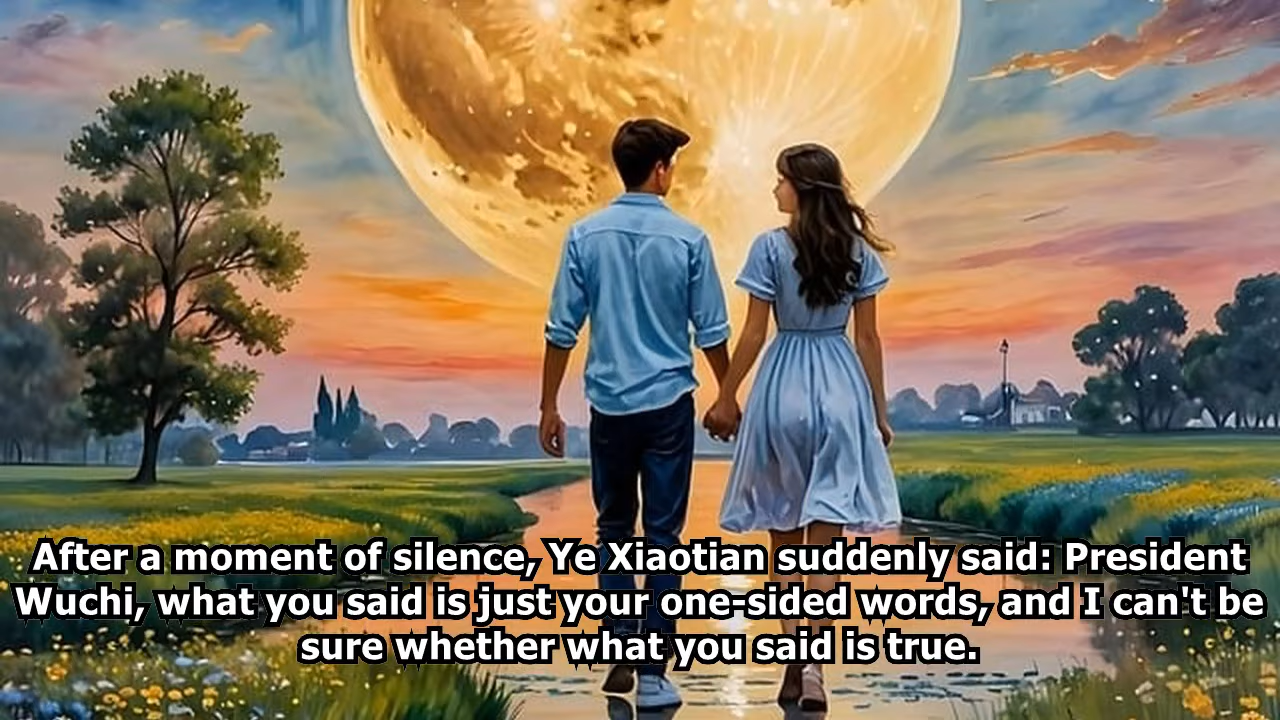 After a moment of silence, Ye Xiaotian suddenly said: President
Wuchi, what you said is just your one-sided words, and I can't be
sure whether what you said is true.